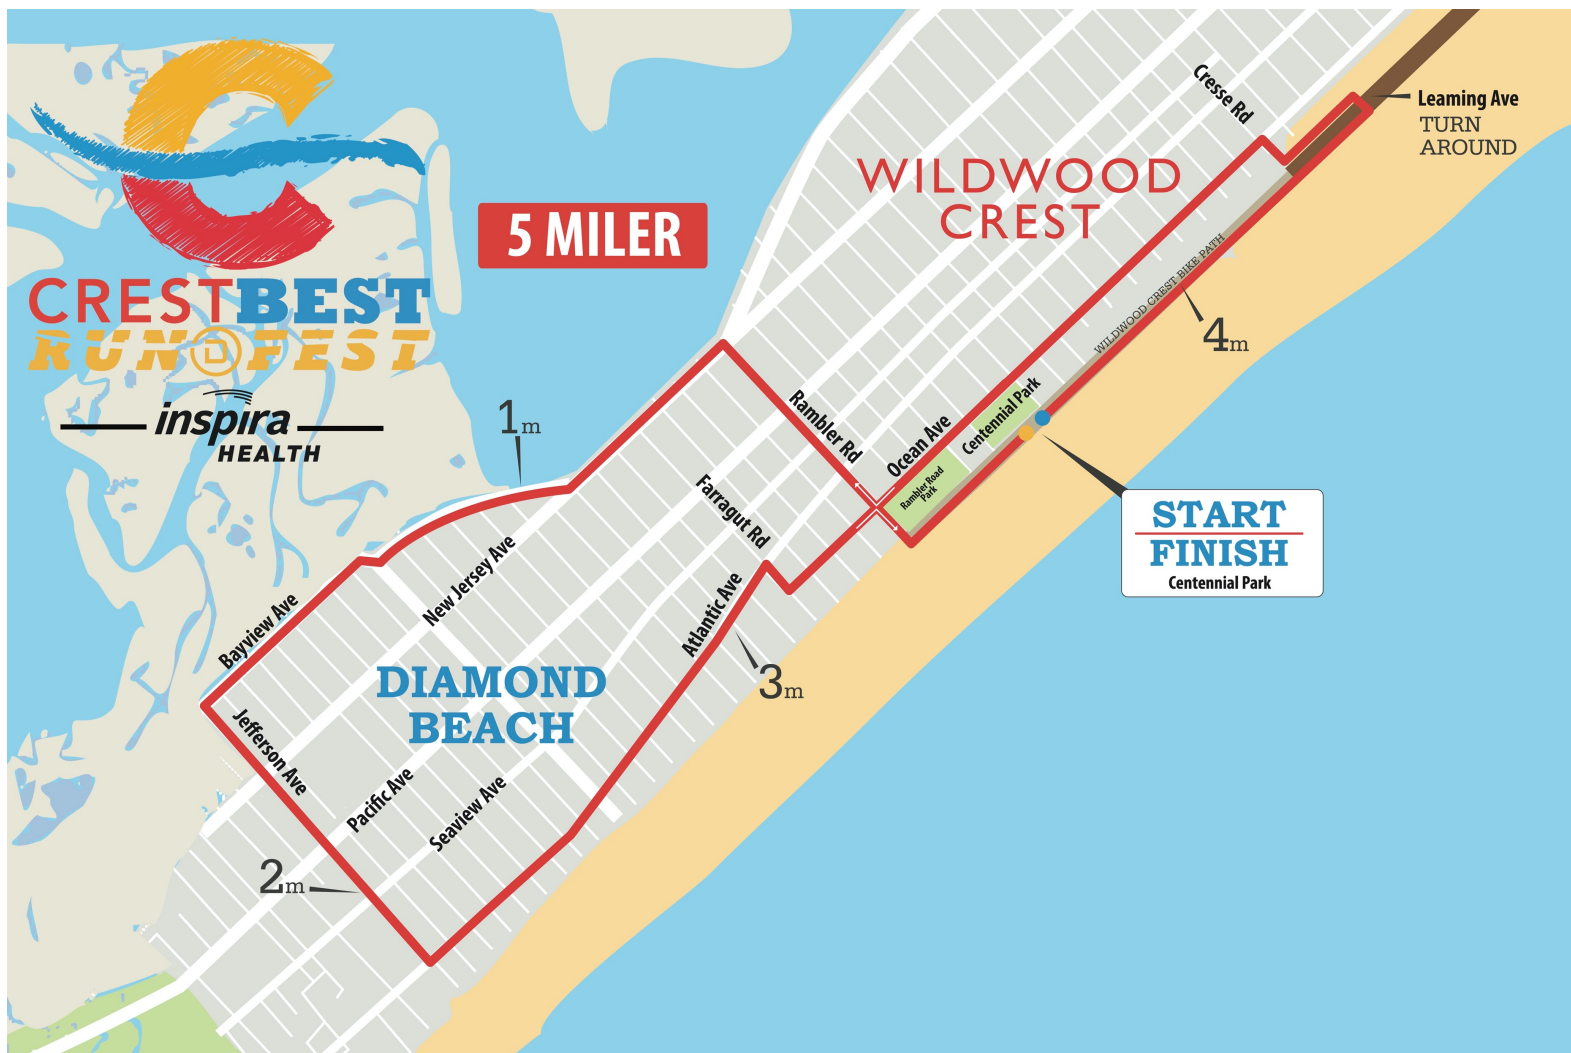 CRESTBEST
RUN D FEST
inspira
HEALTH
5 MILER
WILDWOOD
CREST
Cresse Rd
Leaming Ave
TURN
AROUND
WILDWOOD CREST BIKE PATH
4m
Centennial Park
Ocean Ave
Rambler Road
Park
Rambler Rd
START
FINISH
Centennial Park
1m
Farragut Rd
New Jersey Ave
Atlantic Ave
3m
Bayview Ave
DIAMOND
BEACH
Jefferson Ave
Pacific Ave
Seaview Ave
2m